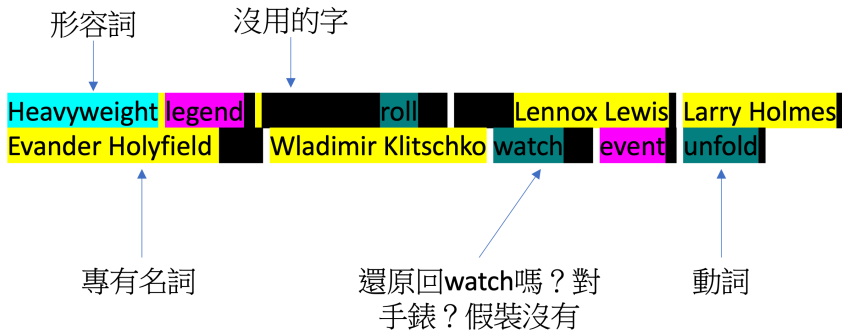 形容詞
沒用的字
Heavyweight legend roll Lennox Lewis Larry Holmes
Evander Holyfield Wladimir Klitschko watch event unfold
專有名詞
還原回watch嗎？對
手錶？假裝沒有
動詞